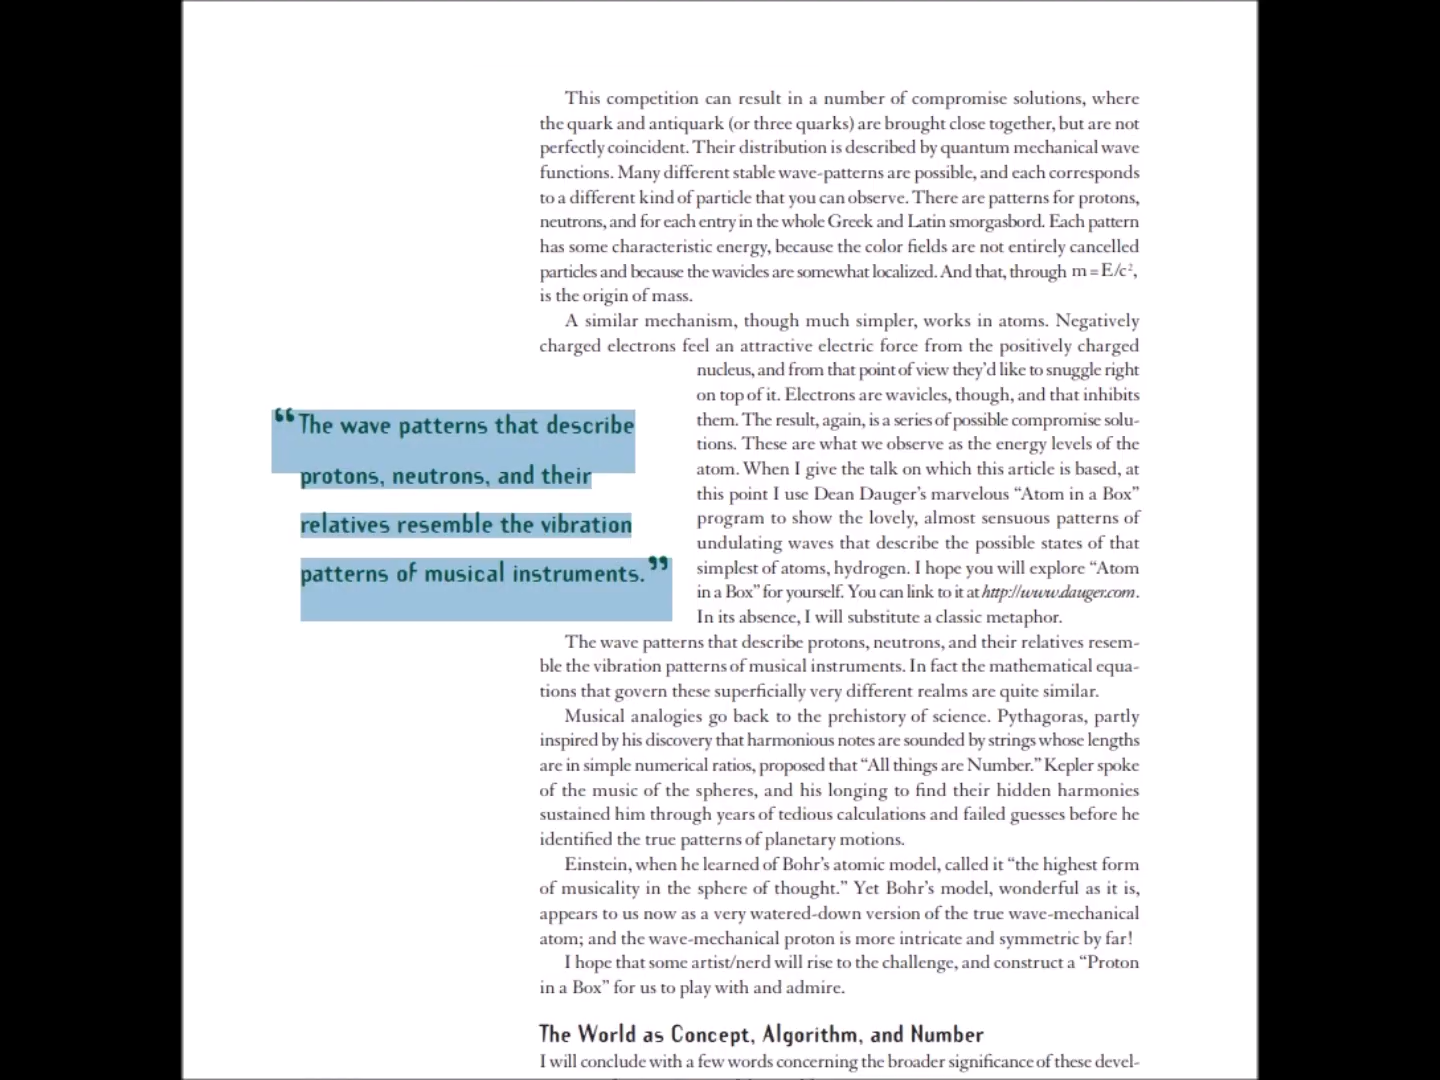 This competition can result in a number of compromise solutions, where
the quark and antiquark (or three quarks) are brought close together, but are not
perfectly coincident. Their distribution is described by quantum mechanical wave
functions. Many different stable wave-patterns are possible, and each corresponds
to a different kind of particle that you can observe. There are patterns for protons,
neutrons, and for each entry in the whole Greek and Latin smorgasbord. Each pattern
has some characteristic energy, because the color fields are not entirely cancelled
particles and because the wavicles are somewhat localized. And that, through m = E/c²,
is the origin of mass.
A similar mechanism, though much simpler, works in atoms. Negatively
charged electrons feel an attractive electric force from the positively charged
nucleus, and from that point of view they’d like to snuggle right
on top of it. Electrons are wavicles, though, and that inhibits
them. The result, again, is a series of possible compromise solu-
tions. These are what we observe as the energy levels of the
atom. When I give the talk on which this article is based, at
this point I use Dean Dauger’s marvelous “Atom in a Box”
program to show the lovely, almost sensuous patterns of
undulating waves that describe the possible states of that
simplest of atoms, hydrogen. I hope you will explore “Atom
in a Box” for yourself. You can link to it at http://www.dauger.com.
In its absence, I will substitute a classic metaphor.
“The wave patterns that describe
protons, neutrons, and their
relatives resemble the vibration
patterns of musical instruments.”
The wave patterns that describe protons, neutrons, and their relatives resem-
ble the vibration patterns of musical instruments. In fact the mathematical equa-
tions that govern these superficially very different realms are quite similar.
Musical analogies go back to the prehistory of science. Pythagoras, partly
inspired by his discovery that harmonious notes are sounded by strings whose lengths
are in simple numerical ratios, proposed that “All things are Number.” Kepler spoke
of the music of the spheres, and his longing to find their hidden harmonies
sustained him through years of tedious calculations and failed guesses before he
identified the true patterns of planetary motions.
Einstein, when he learned of Bohr’s atomic model, called it “the highest form
of musicality in the sphere of thought.” Yet Bohr’s model, wonderful as it is,
appears to us now as a very watered-down version of the true wave-mechanical
atom; and the wave-mechanical proton is more intricate and symmetric by far!
I hope that some artist/nerd will rise to the challenge, and construct a “Proton
in a Box” for us to play with and admire.
The World as Concept, Algorithm, and Number
I will conclude with a few words concerning the broader significance of these devel-